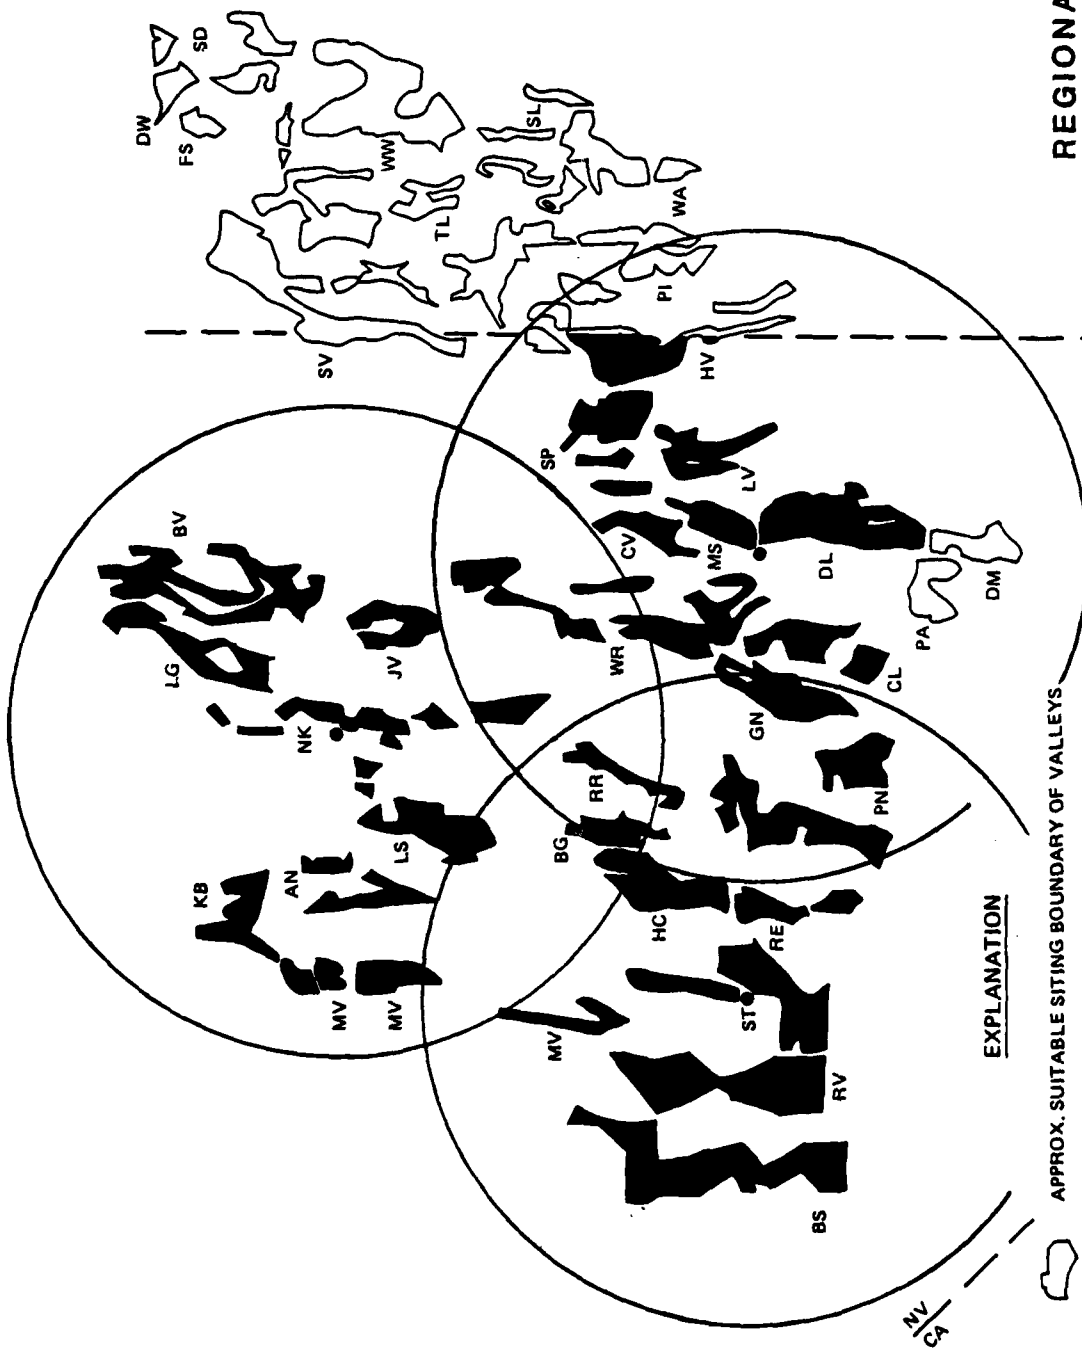 DW
LG
BV
FS
KB
SD
AN
NK
SV
MV
WW
JV
MV
LS
TL
SL
SP
MV
BG
RR
WR
CV
HC
PI
WA
HV
MS
ST
LV
GN
RE
BS
DL
RV
PN
CL
PA
NV
CA
DM
EXPLANATION
APPROX. SUITABLE SITING BOUNDARY OF VALLEYS
REGIONA